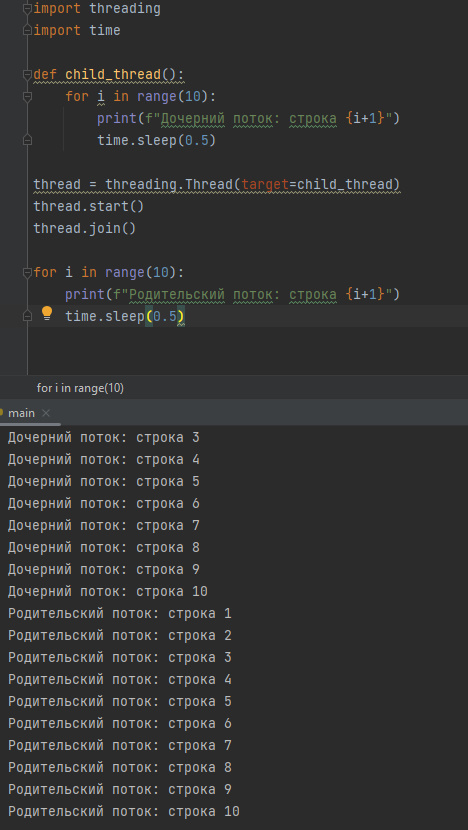 import threading
import time
def child_thread():
    for i in range(10):
        print(f"Дочерний поток: строка {i+1}")
        time.sleep(0.5)
thread = threading.Thread(target=child_thread)
thread.start()
thread.join()
for i in range(10):
    print(f"Родительский поток: строка {i+1}")
    time.sleep(0.5)
for i in range(10)
main
Дочерний поток: строка 3
Дочерний поток: строка 4
Дочерний поток: строка 5
Дочерний поток: строка 6
Дочерний поток: строка 7
Дочерний поток: строка 8
Дочерний поток: строка 9
Дочерний поток: строка 10
Родительский поток: строка 1
Родительский поток: строка 2
Родительский поток: строка 3
Родительский поток: строка 4
Родительский поток: строка 5
Родительский поток: строка 6
Родительский поток: строка 7
Родительский поток: строка 8
Родительский поток: строка 9
Родительский поток: строка 10